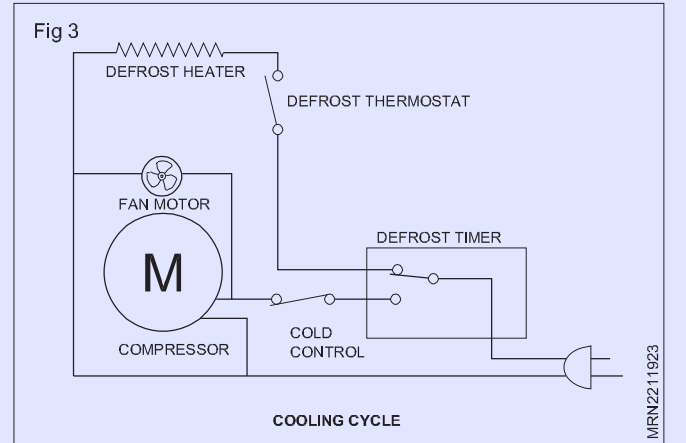 Fig 3
DEFROST HEATER
DEFROST THERMOSTAT
FAN MOTOR
DEFROST TIMER
M
COLD
CONTROL
COMPRESSOR
COOLING CYCLE
MRN2211923